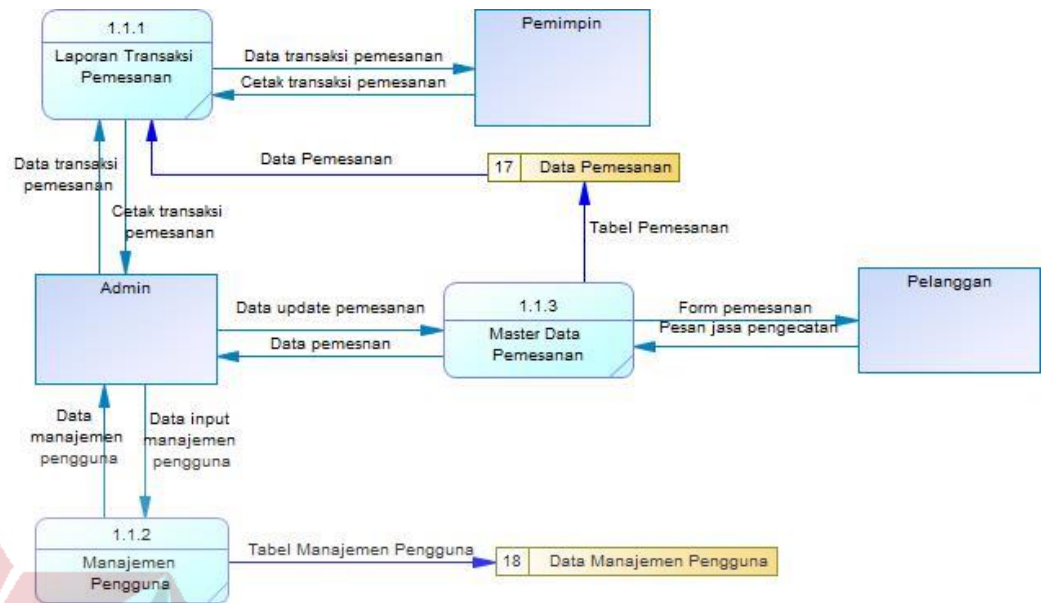 1.1.1
Laporan Transaksi
Pemesanan
Data transaksi pemesanan
Cetak transaksi pemesanan
Pemimpin
Data transaksi
pemesanan
Cetak transaksi
pemesanan
Data Pemesanan
17 Data Pemesanan
Tabel Pemesanan
Admin
Data update pemesanan
Data pemesnan
1.1.3
Master Data
Pemesanan
Form pemesanan
Pesan jasa pengecatan
Pelanggan
Data
manajemen
pengguna
Data input
manajemen
pengguna
1.1.2
Manajemen
Pengguna
Tabel Manajemen Pengguna
18 Data Manajemen Pengguna